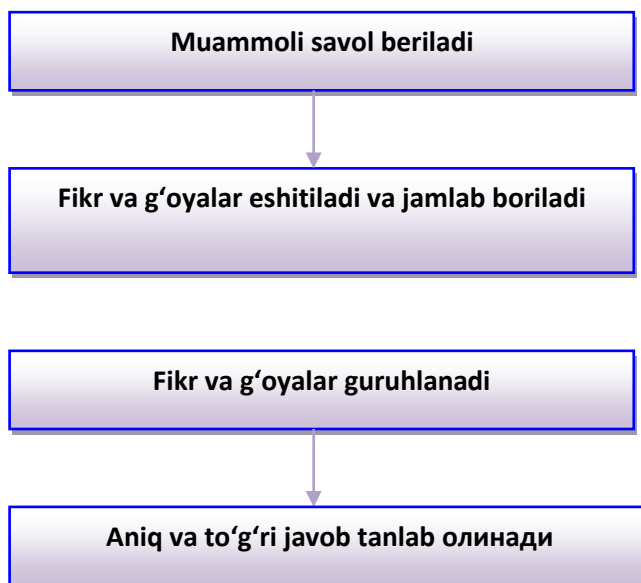 Muammoli savol beriladi
Fikr va g‘oyalar eshitiladi va jamlab boriladi
Fikr va g‘oyalar guruhlanadi
Aniq va to‘g‘ri javob tanlab олинади